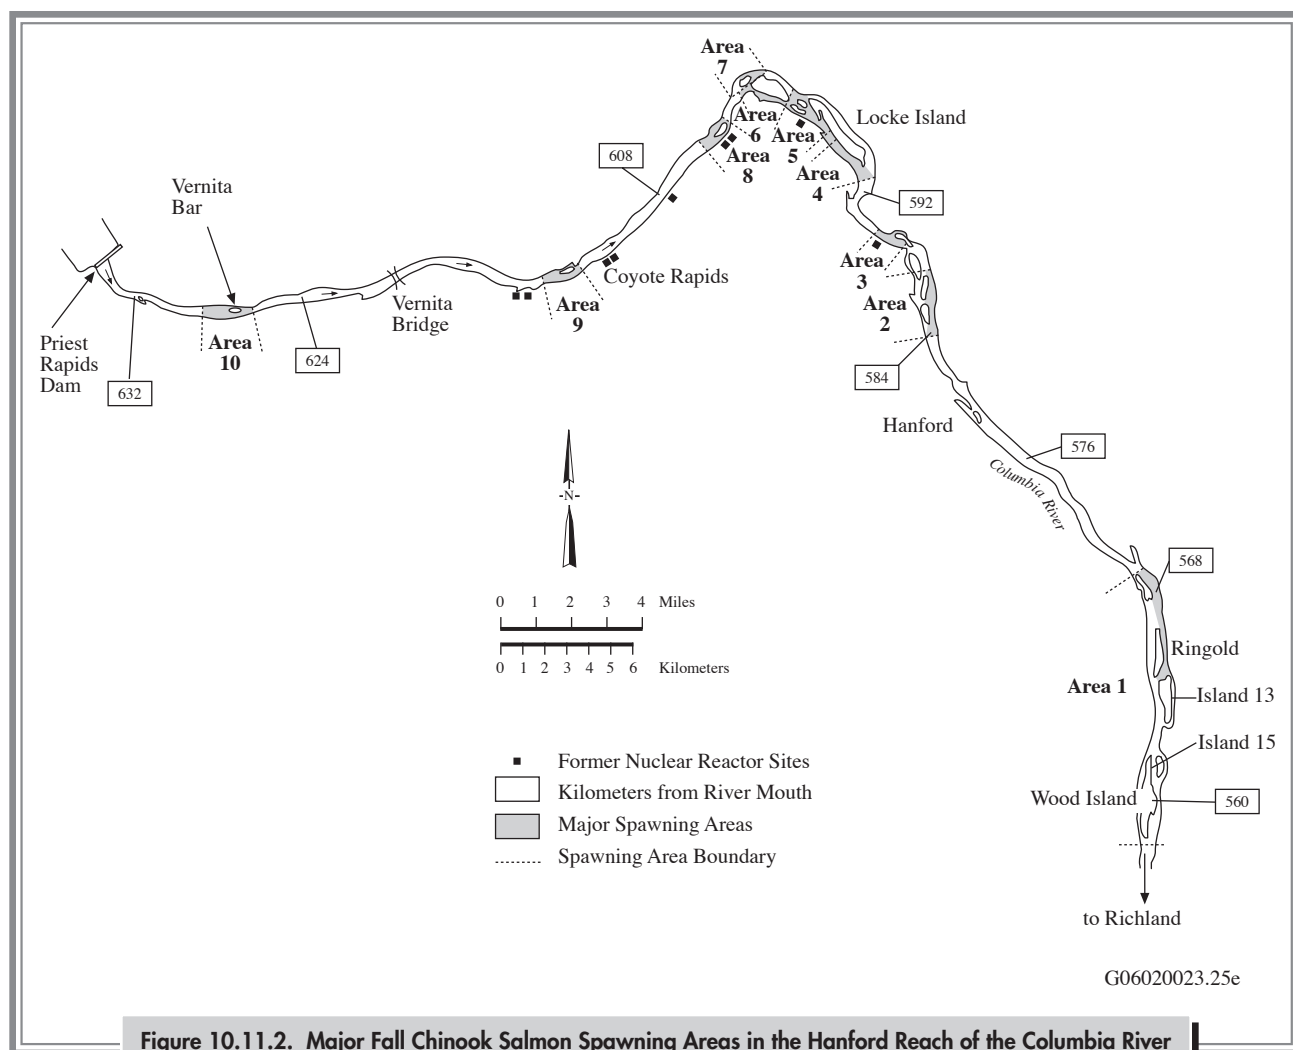 Area
7
Locke Island
Area
6
Area
5
Area
8
Area
4
608
592
Vernita
Bar
Coyote Rapids
Area
3
Area
9
Vernita
Bridge
Area
2
Priest
Rapids
Dam
Area
10
624
632
584
Hanford
576
Columbia River
-N-
568
0 1 2 3 4 Miles
0 1 2 3 4 5 6 Kilometers
Ringold
Area 1
Island 13
Island 15
Wood Island
560
Former Nuclear Reactor Sites
Kilometers from River Mouth
Major Spawning Areas
Spawning Area Boundary
to Richland
G06020023.25e
Figure 10.11.2. Major Fall Chinook Salmon Spawning Areas in the Hanford Reach of the Columbia River